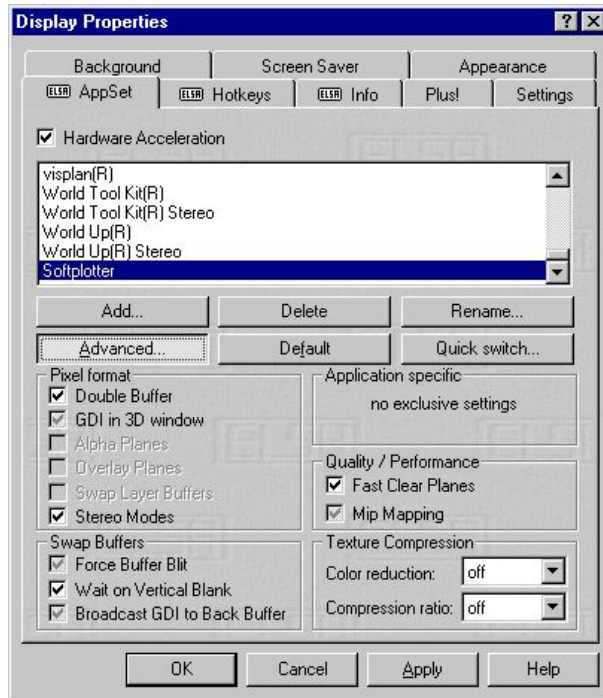 Display Properties
Background Screen Saver Appearance
ELSA AppSet ELSA Hotkeys ELSA Info Plus! Settings
Hardware Acceleration
visplan(R)
World Tool Kit(R)
World Tool Kit(R) Stereo
World Up(R)
World Up(R) Stereo
Softplotter
Add... Delete Rename...
Advanced... Default Quick switch...
Pixel format
Double Buffer
GDI in 3D window
Alpha Planes
Overlay Planes
Swap Layer Buffers
Stereo Modes
Application specific
no exclusive settings
Quality / Performance
Fast Clear Planes
Mip Mapping
Swap Buffers
Force Buffer Blit
Wait on Vertical Blank
Broadcast GDI to Back Buffer
Texture Compression
Color reduction: off
Compression ratio: off
OK Cancel Apply Help